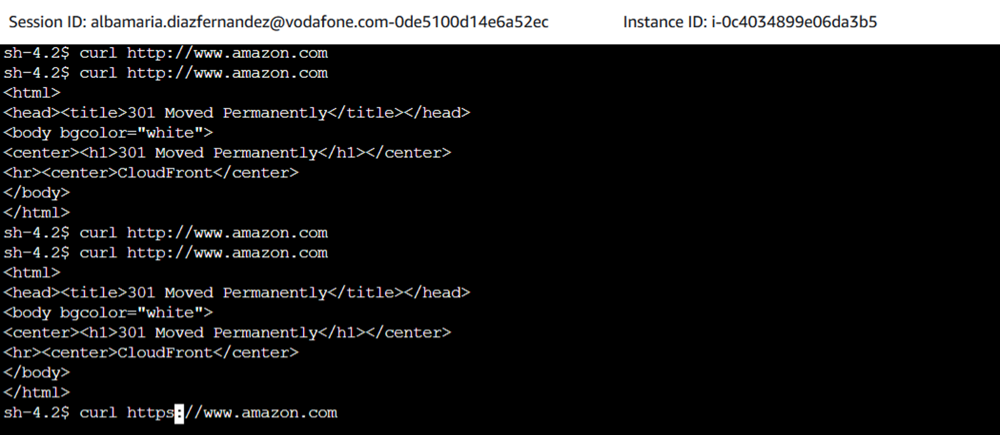 Session ID: albamaria.diazfernandez@vodafone.com-0de5100d14e6a52ec Instance ID: i-0c4034899e06da3b5
sh-4.2$ curl http://www.amazon.com
sh-4.2$ curl http://www.amazon.com
<html>
<head><title>301 Moved Permanently</title></head>
<body bgcolor="white">
<center><h1>301 Moved Permanently</h1></center>
<hr><center>CloudFront</center>
</body>
</html>
sh-4.2$ curl http://www.amazon.com
sh-4.2$ curl http://www.amazon.com
<html>
<head><title>301 Moved Permanently</title></head>
<body bgcolor="white">
<center><h1>301 Moved Permanently</h1></center>
<hr><center>CloudFront</center>
</body>
</html>
sh-4.2$ curl https://www.amazon.com